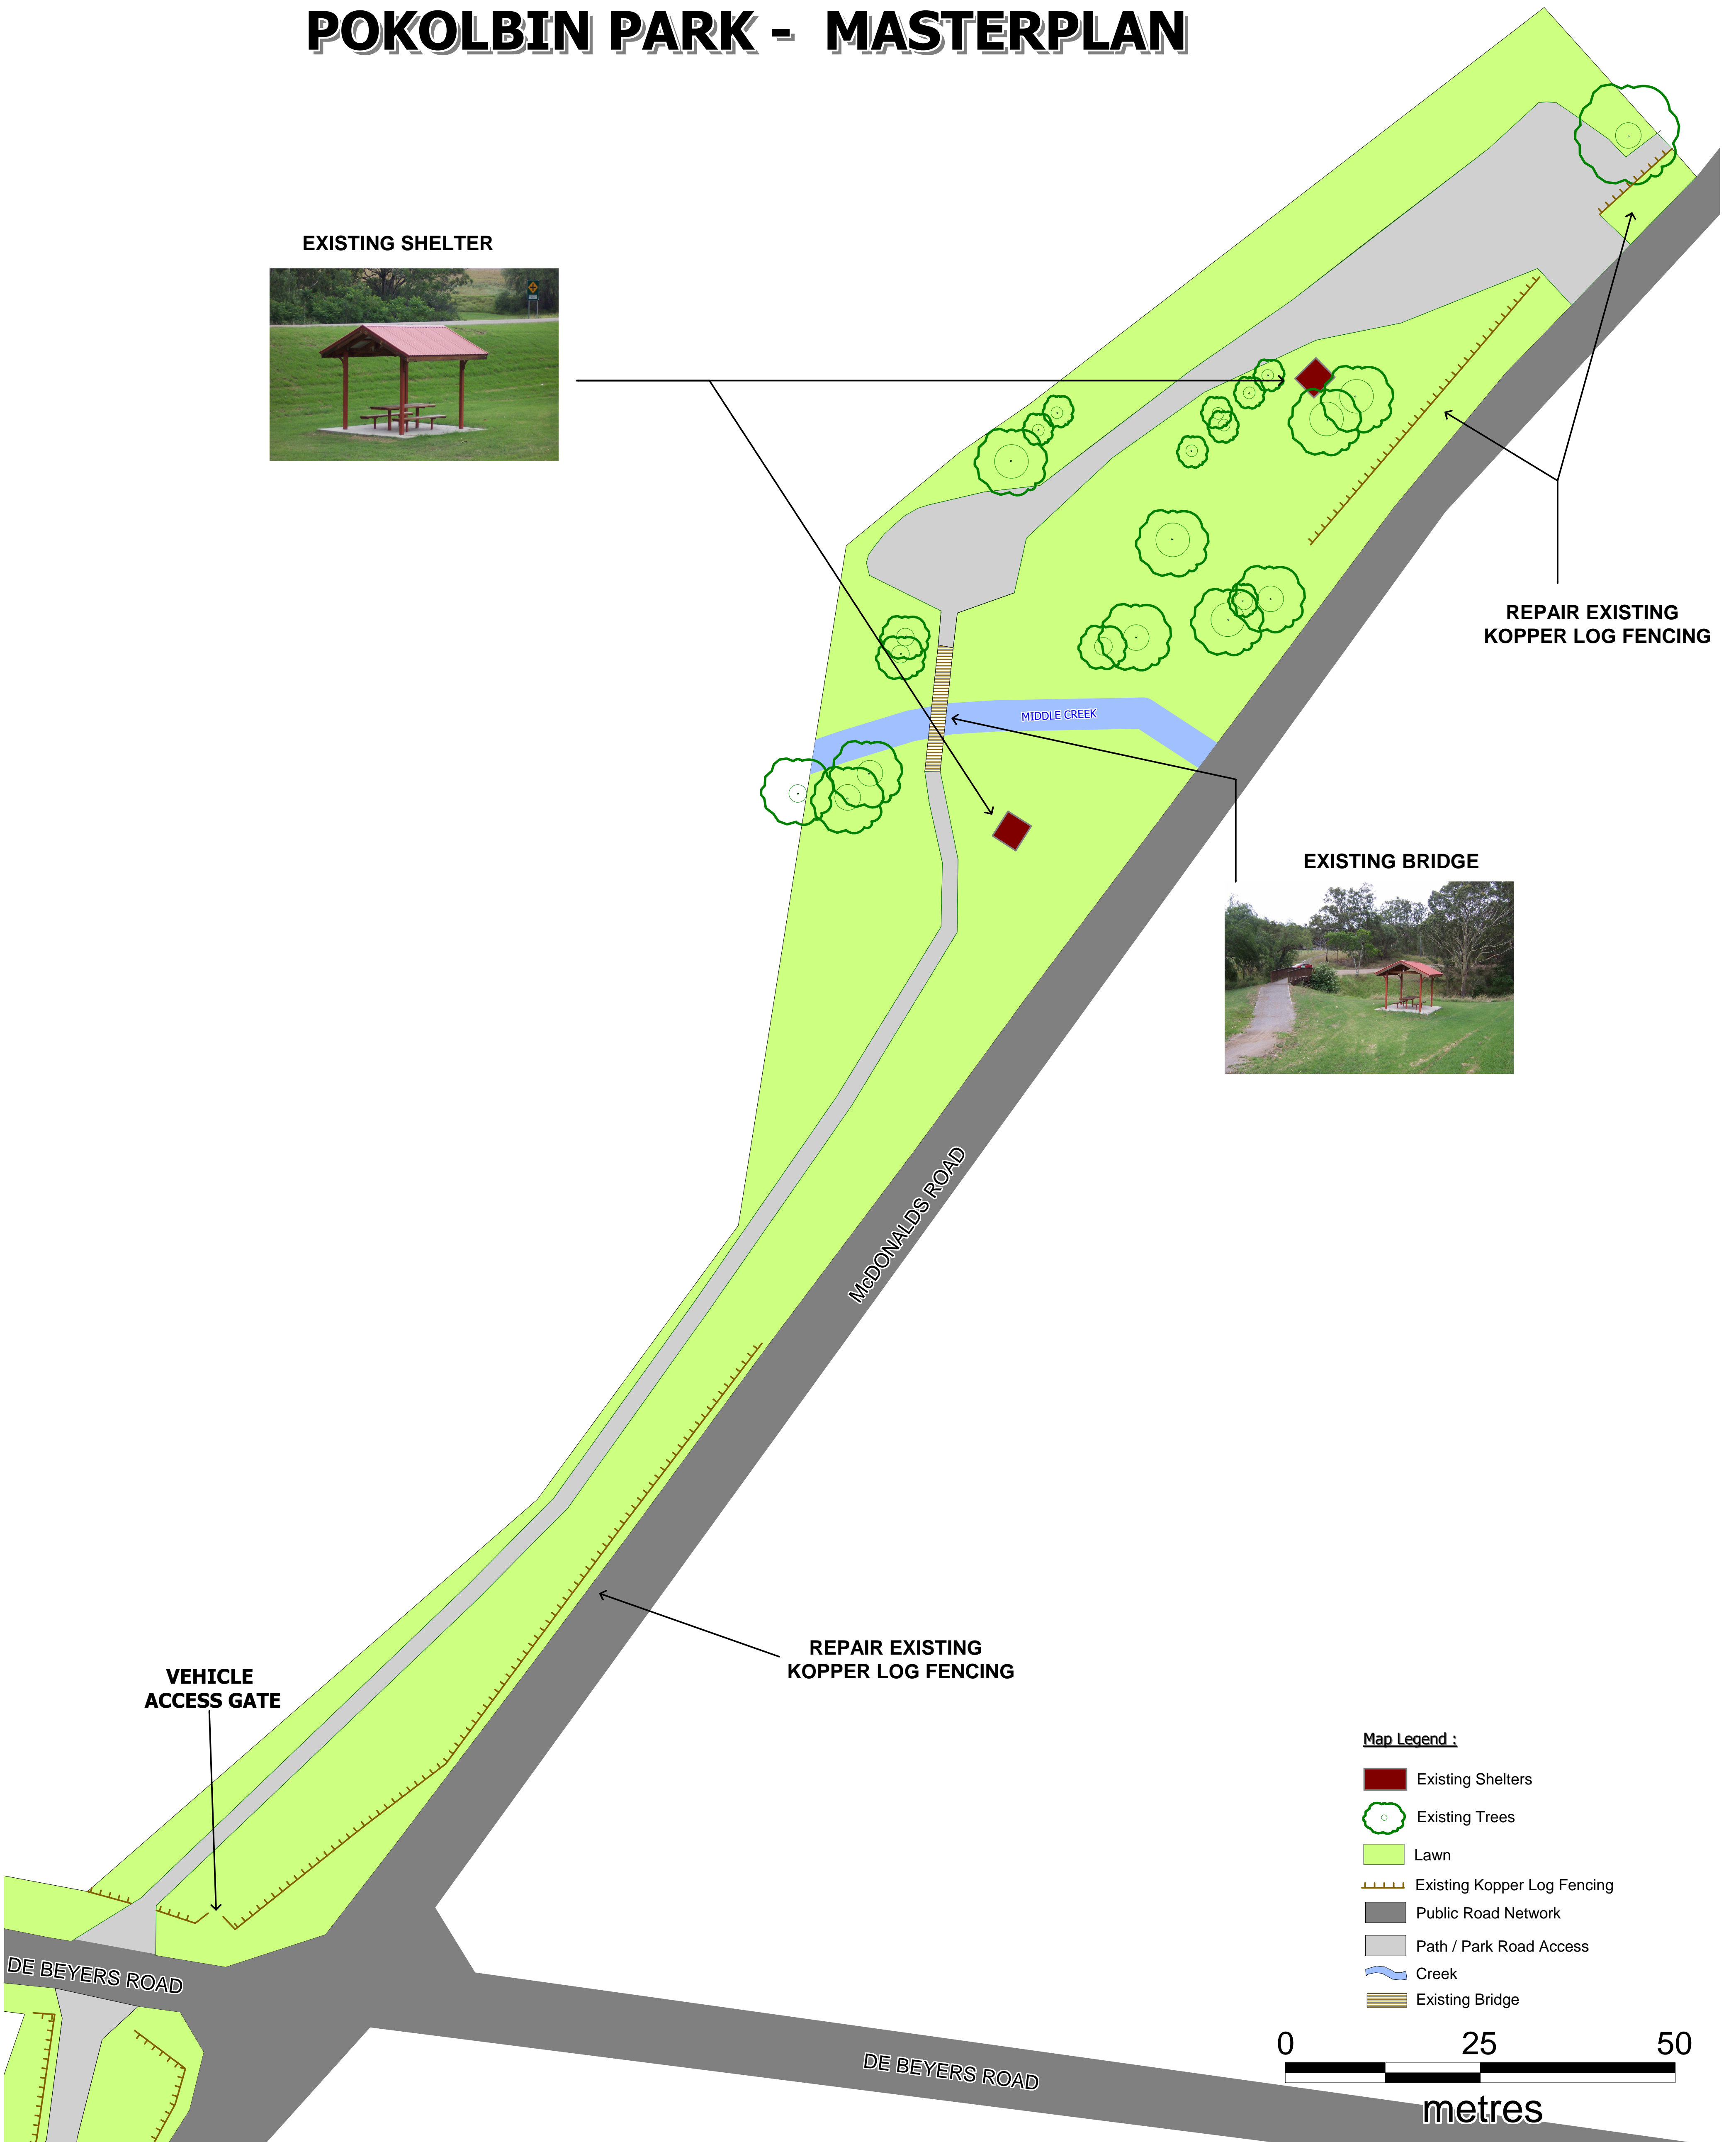 POKOLBIN PARK - MASTERPLAN
EXISTING SHELTER
REPAIR EXISTING
KOPPER LOG FENCING
MIDDLE CREEK
EXISTING BRIDGE
McDONALDS ROAD
REPAIR EXISTING
KOPPER LOG FENCING
VEHICLE
ACCESS GATE
DE BEYERS ROAD
DE BEYERS ROAD
Map Legend :
Existing Shelters
Existing Trees
Lawn
Existing Kopper Log Fencing
Public Road Network
Path / Park Road Access
Creek
Existing Bridge
0 25 50
metres